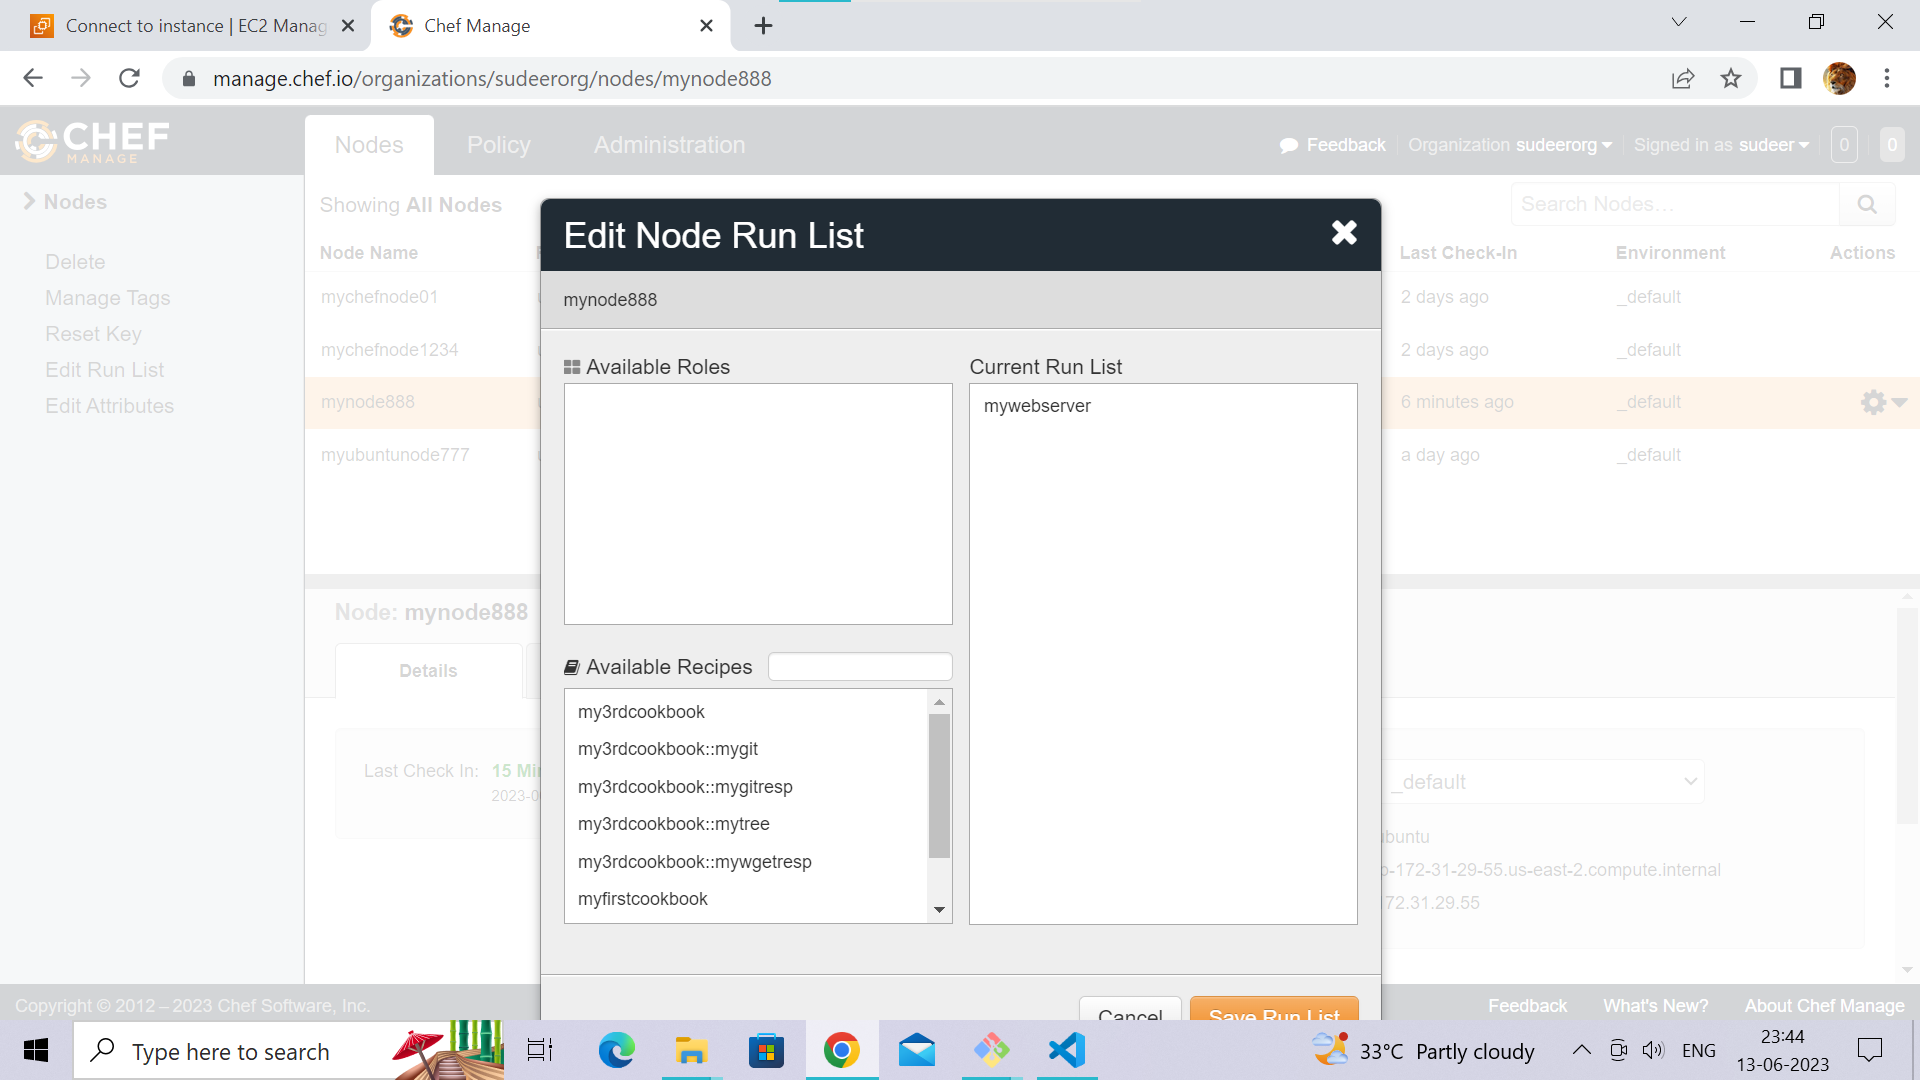 Connect to instance | EC2 Manag
Chef Manage
manage.chef.io/organizations/sudeerorg/nodes/mynode888
CHEF
MANAGE
Nodes Policy Administration
Feedback Organization sudeerorg Signed in as sudeer 0 0
Nodes
Showing All Nodes
Search Nodes...
Delete
Manage Tags
Reset Key
Edit Run List
Edit Attributes
Node Name Last Check-In Environment Actions
mychefnode01 2 days ago _default
mychefnode1234 2 days ago _default
mynode888 6 minutes ago _default
myubuntunode777 a day ago _default
Edit Node Run List
mynode888
Available Roles
Current Run List
mywebserver
Available Recipes
my3rdcookbook
my3rdcookbook::mygit
my3rdcookbook::mygitresp
my3rdcookbook::mytree
my3rdcookbook::mywgetresp
myfirstcookbook
Cancel Save Run List
Node: mynode888
Details
Last Check In: 15 Mi
2023-0
_default
buntu
p-172-31-29-55.us-east-2.compute.internal
72.31.29.55
Copyright © 2012 – 2023 Chef Software, Inc.
Feedback What's New? About Chef Manage
Type here to search
33°C Partly cloudy
ENG
23:44
13-06-2023